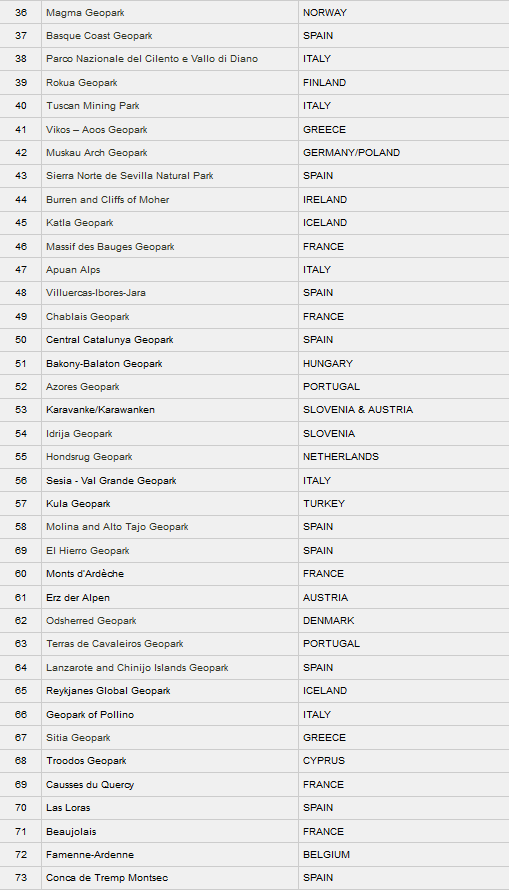 36 Magma Geopark NORWAY
37 Basque Coast Geopark SPAIN
38 Parco Nazionale del Cilento e Vallo di Diano ITALY
39 Rokua Geopark FINLAND
40 Tuscan Mining Park ITALY
41 Vikos – Aoos Geopark GREECE
42 Muskau Arch Geopark GERMANY/POLAND
43 Sierra Norte de Sevilla Natural Park SPAIN
44 Burren and Cliffs of Moher IRELAND
45 Katla Geopark ICELAND
46 Massif des Bauges Geopark FRANCE
47 Apuan Alps ITALY
48 Villuercas-Ibores-Jara SPAIN
49 Chablais Geopark FRANCE
50 Central Catalunya Geopark SPAIN
51 Bakony-Balaton Geopark HUNGARY
52 Azores Geopark PORTUGAL
53 Karavanke/Karawanken SLOVENIA & AUSTRIA
54 Idrija Geopark SLOVENIA
55 Hondsrug Geopark NETHERLANDS
56 Sesia - Val Grande Geopark ITALY
57 Kula Geopark TURKEY
58 Molina and Alto Tajo Geopark SPAIN
69 El Hierro Geopark SPAIN
60 Monts d'Ardèche FRANCE
61 Erz der Alpen AUSTRIA
62 Odsherred Geopark DENMARK
63 Terras de Cavaleiros Geopark PORTUGAL
64 Lanzarote and Chinijo Islands Geopark SPAIN
65 Reykjanes Global Geopark ICELAND
66 Geopark of Pollino ITALY
67 Sitia Geopark GREECE
68 Troodos Geopark CYPRUS
69 Causses du Quercy FRANCE
70 Las Loras SPAIN
71 Beaujolais FRANCE
72 Famenne-Ardenne BELGIUM
73 Conca de Tremp Montsec SPAIN